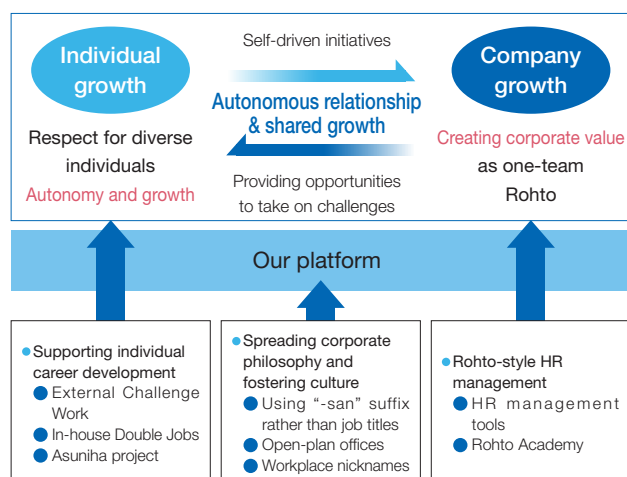 Individual
growth
Self-driven initiatives
Company
growth
Autonomous relationship
& shared growth
Respect for diverse
individuals
Autonomy and growth
Providing opportunities
to take on challenges
Creating corporate value
as one-team
Rohto
Our platform
Supporting individual
career development
External Challenge
Work
In-house Double Jobs
Asuniha project
Spreading corporate
philosophy and
fostering culture
Using “-san” suffix
rather than job titles
Open-plan offices
Workplace nicknames
Rohto-style HR
management
HR management
tools
Rohto Academy